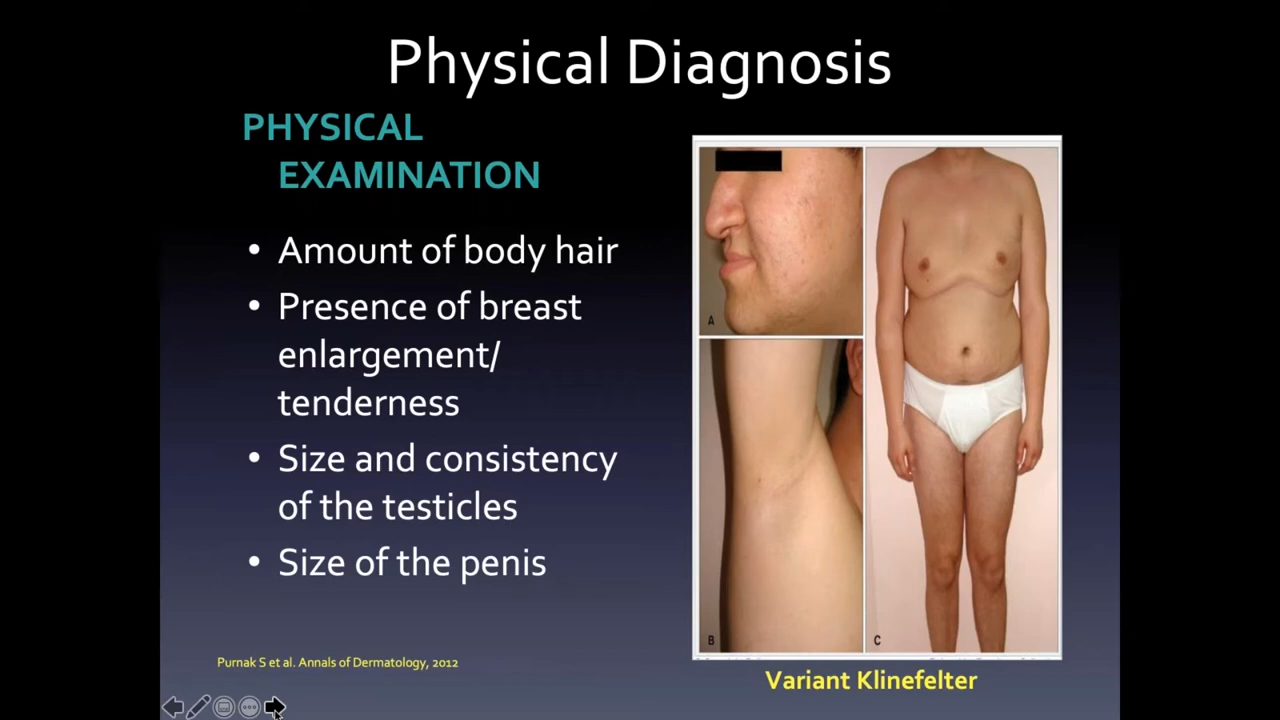 Physical Diagnosis
PHYSICAL
EXAMINATION
• Amount of body hair
• Presence of breast
enlargement/
tenderness
• Size and consistency
of the testicles
• Size of the penis
A
B
C
Purnak S et al. Annals of Dermatology, 2012
Variant Klinefelter